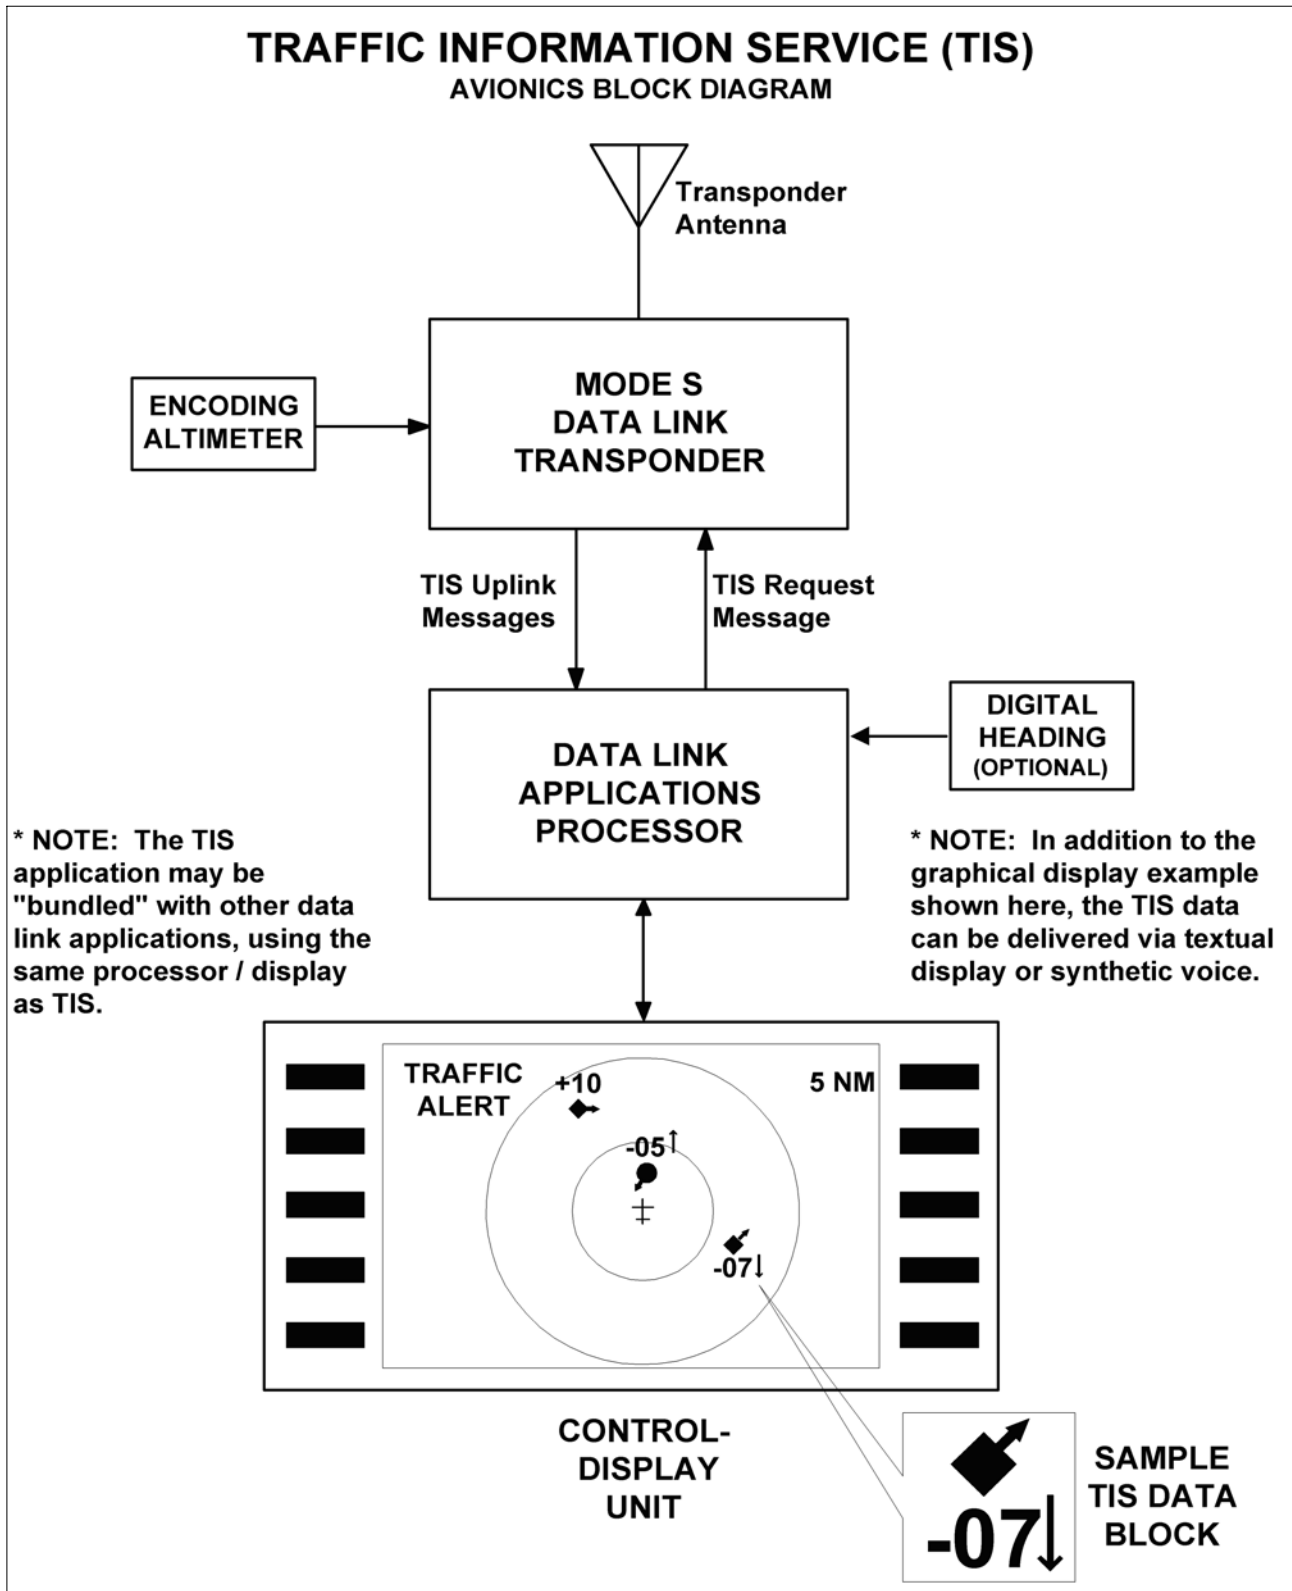 TRAFFIC INFORMATION SERVICE (TIS)
AVIONICS BLOCK DIAGRAM
Transponder
Antenna
MODE S
DATA LINK
TRANSPONDER
ENCODING
ALTIMETER
TIS Uplink
Messages
TIS Request
Message
DATA LINK
APPLICATIONS
PROCESSOR
DIGITAL
HEADING
(OPTIONAL)
* NOTE:  The TIS
application may be
"bundled" with other data
link applications, using the
same processor / display
as TIS.
* NOTE:  In addition to the
graphical display example
shown here, the TIS data
can be delivered via textual
display or synthetic voice.
TRAFFIC
ALERT
+10
5 NM
-05↑
-07↓
CONTROL-
DISPLAY
UNIT
-07↓
SAMPLE
TIS DATA
BLOCK